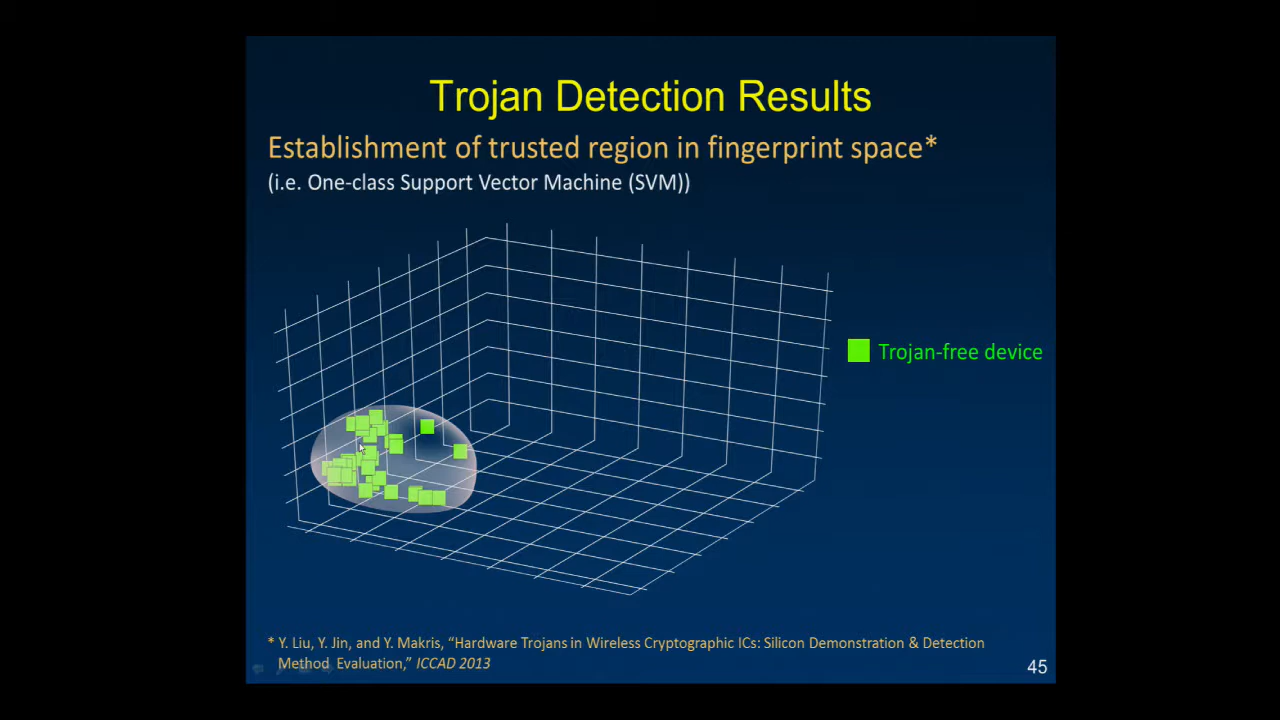 Trojan Detection Results
Establishment of trusted region in fingerprint space*
(i.e. One-class Support Vector Machine (SVM))
Trojan-free device
* Y. Liu, Y. Jin, and Y. Makris, “Hardware Trojans in Wireless Cryptographic ICs: Silicon Demonstration & Detection
Method Evaluation,” ICCAD 2013
45